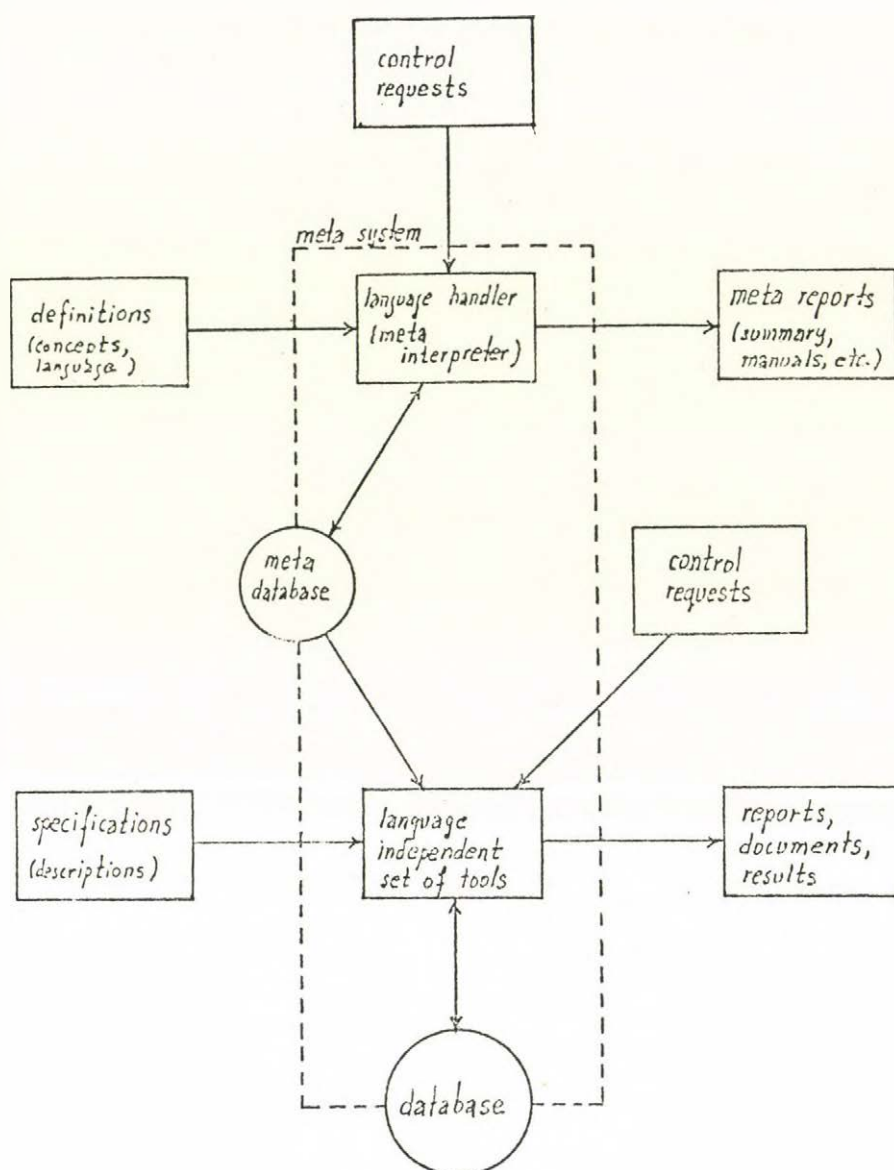 control
requests
meta system
definitions
(concepts,
language)
language handler
(meta
interpreter)
meta reports
(summary,
manuals, etc.)
meta
database
control
requests
specifications
(descriptions)
language
independent
set of tools
reports,
documents,
results
database